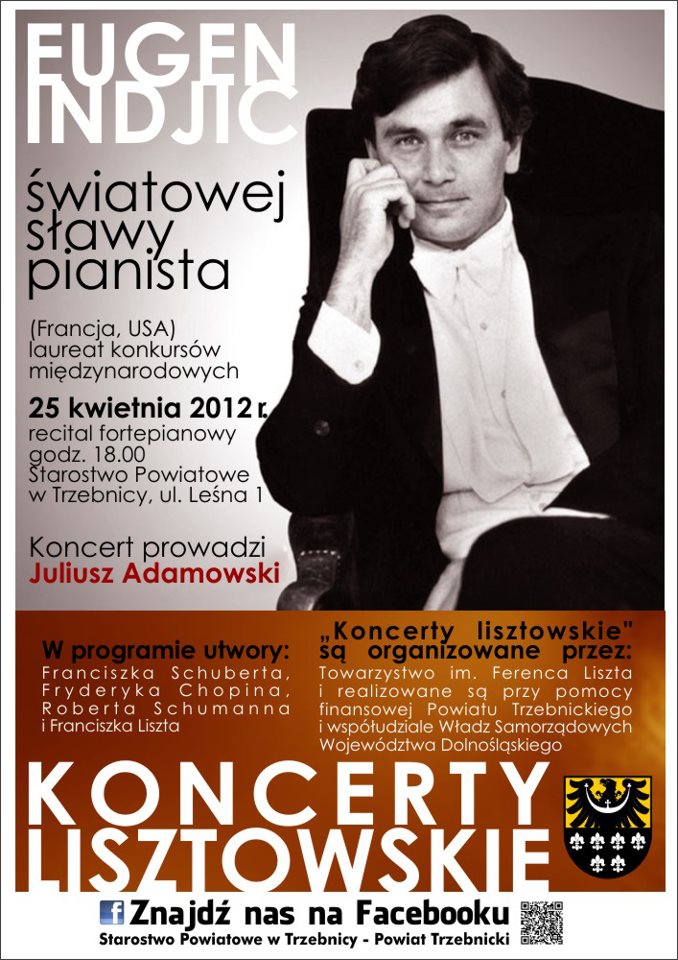 EUGEN
INDJIC
światowej
sławy
pianista
(Francja, USA)
laureat konkursów
międzynarodowych
25 kwietnia 2012 r.
recital fortepianowy
godz. 18.00
Starostwo Powiatowe
w Trzebnicy, ul. Leśna 1
Koncert prowadzi
Juliusz Adamowski
W programie utwory:
Franciszka Schuberta,
Fryderyka Chopina,
Roberta Schumanna
i Franciszka Liszta
„Koncerty lisztowskie"
są organizowane przez:
Towarzystwo im. Ferenca Liszta
i realizowane są przy pomocy
finansowej Powiatu Trzebnickiego
i współudziale Władz Samorządowych
Województwa Dolnośląskiego
KONCERTY
LISZTOWSKIE
f Znajdź nas na Facebooku
Starostwo Powiatowe w Trzebnicy - Powiat Trzebnicki